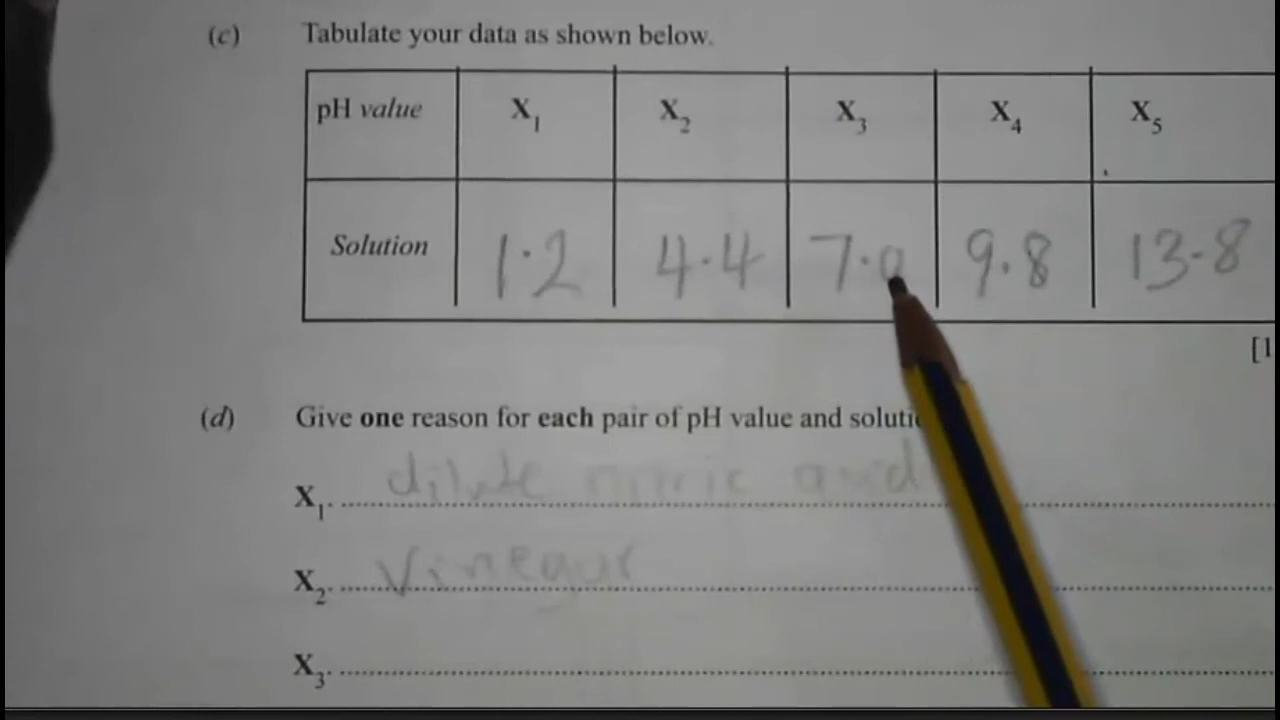 (c) Tabulate your data as shown below.
pH value X1 X2 X3 X4 X5
Solution 1.2 4.4 7.0 9.8 13.8
[1
(d) Give one reason for each pair of pH value and
X1. dilute nitric acid
X2. Vinegar
X3.